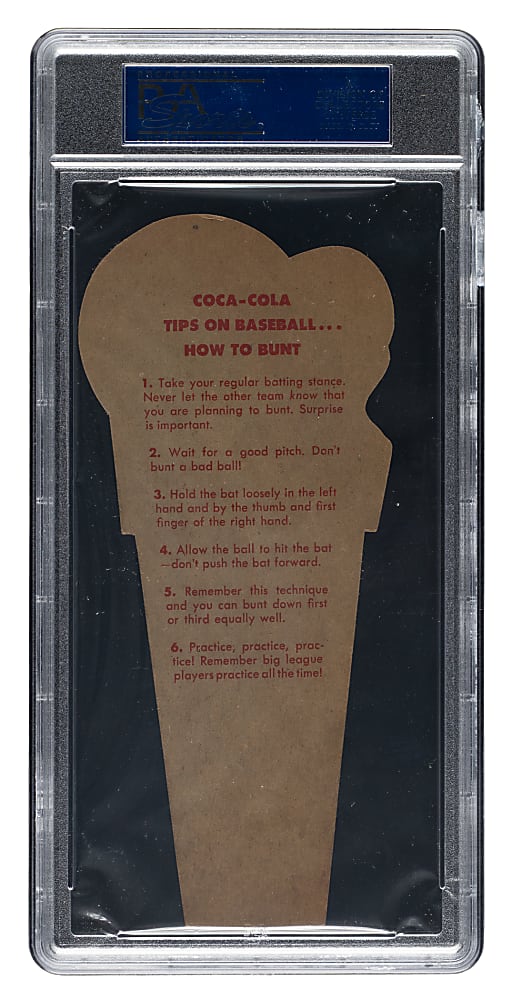 COCA-COLA
TIPS ON BASEBALL...
HOW TO BUNT
1. Take your regular batting stance.
Never let the other team know that
you are planning to bunt. Surprise
is important.
2. Wait for a good pitch. Don't
bunt a bad ball!
3. Hold the bat loosely in the left
hand and by the thumb and first
finger of the right hand.
4. Allow the ball to hit the bat
—don't push the bat forward.
5. Remember this technique
and you can bunt down first
or third equally well.
6. Practice, practice, prac-
tice! Remember big league
players practice all the time!